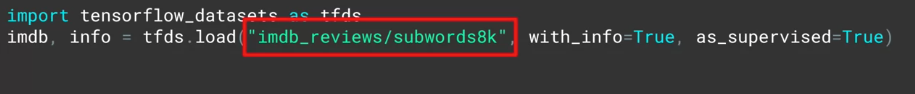 import tensorflow_datasets as tfds
imdb, info = tfds.load("imdb_reviews/subwords8k", with_info=True, as_supervised=True)